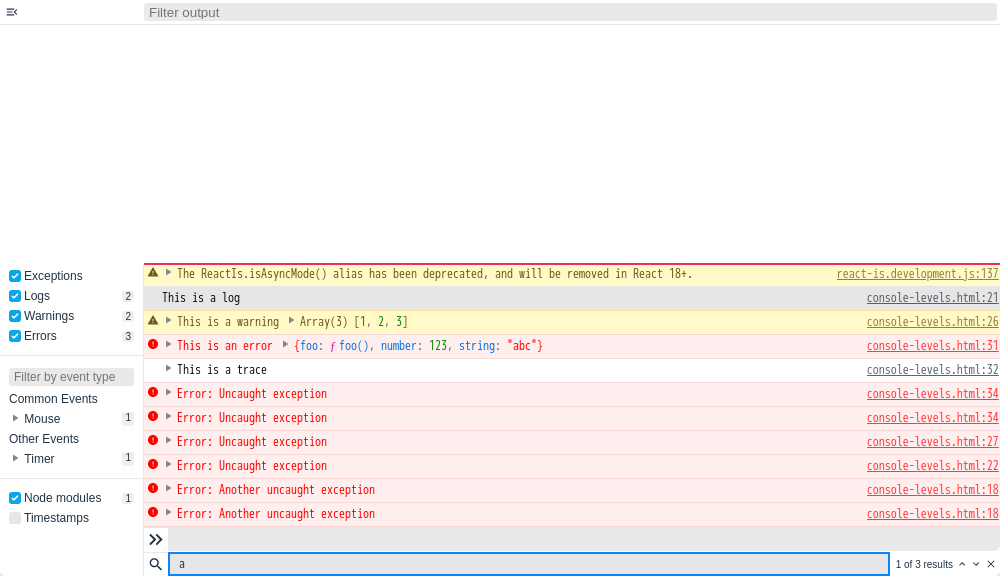 Filter output
Exceptions
Logs 2
Warnings 2
Errors 3
Filter by event type
Common Events
Mouse 1
Other Events
Timer 1
Node modules 1
Timestamps
The ReactIs.isAsyncMode() alias has been deprecated, and will be removed in React 18+. react-is.development.js:137
This is a log console-levels.html:21
This is a warning Array(3) [1, 2, 3] console-levels.html:26
This is an error {foo: ƒ foo(), number: 123, string: "abc"} console-levels.html:31
This is a trace console-levels.html:32
Error: Uncaught exception console-levels.html:34
Error: Uncaught exception console-levels.html:34
Error: Uncaught exception console-levels.html:27
Error: Uncaught exception console-levels.html:22
Error: Another uncaught exception console-levels.html:18
Error: Another uncaught exception console-levels.html:18
a 1 of 3 results